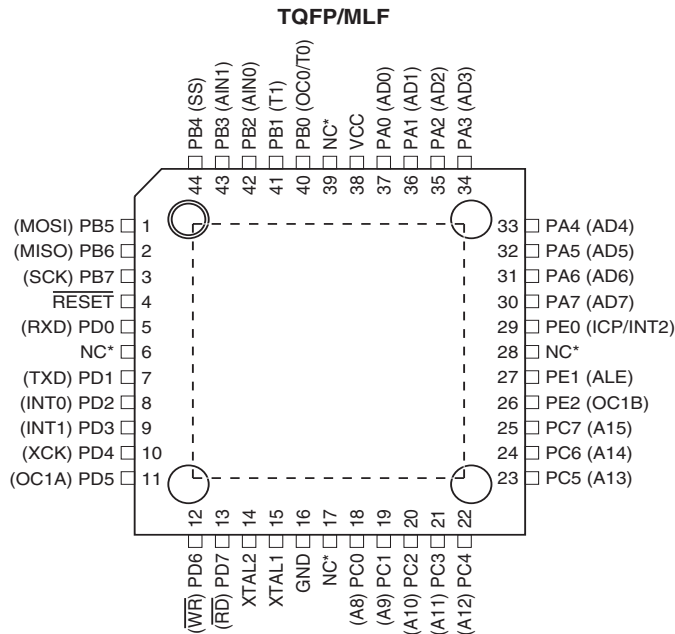 TQFP/MLF
PB4 (SS)
PB3 (AIN1)
PB2 (AIN0)
PB1 (T1)
PB0 (OC0/T0)
NC*
VCC
PA0 (AD0)
PA1 (AD1)
PA2 (AD2)
PA3 (AD3)
44
43
42
41
40
39
38
37
36
35
34
(MOSI) PB5 1
(MISO) PB6 2
(SCK) PB7 3
RESET 4
(RXD) PD0 5
NC* 6
(TXD) PD1 7
(INT0) PD2 8
(INT1) PD3 9
(XCK) PD4 10
(OC1A) PD5 11
33 PA4 (AD4)
32 PA5 (AD5)
31 PA6 (AD6)
30 PA7 (AD7)
29 PE0 (ICP/INT2)
28 NC*
27 PE1 (ALE)
26 PE2 (OC1B)
25 PC7 (A15)
24 PC6 (A14)
23 PC5 (A13)
12
13
14
15
16
17
18
19
20
21
22
(WR) PD6
(RD) PD7
XTAL2
XTAL1
GND
NC*
(A8) PC0
(A9) PC1
(A10) PC2
(A11) PC3
(A12) PC4